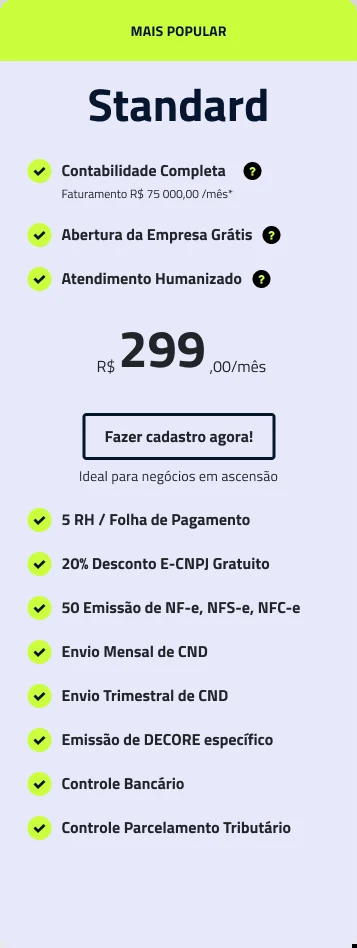 MAIS POPULAR
Standard
Contabilidade Completa ?
Faturamento R$ 75 000,00 /mês*
Abertura da Empresa Grátis ?
Atendimento Humanizado ?
R$ 299 ,00/mês
Fazer cadastro agora!
Ideal para negócios em ascensão
5 RH / Folha de Pagamento
20% Desconto E-CNPJ Gratuito
50 Emissão de NF-e, NFS-e, NFC-e
Envio Mensal de CND
Envio Trimestral de CND
Emissão de DECORE específico
Controle Bancário
Controle Parcelamento Tributário